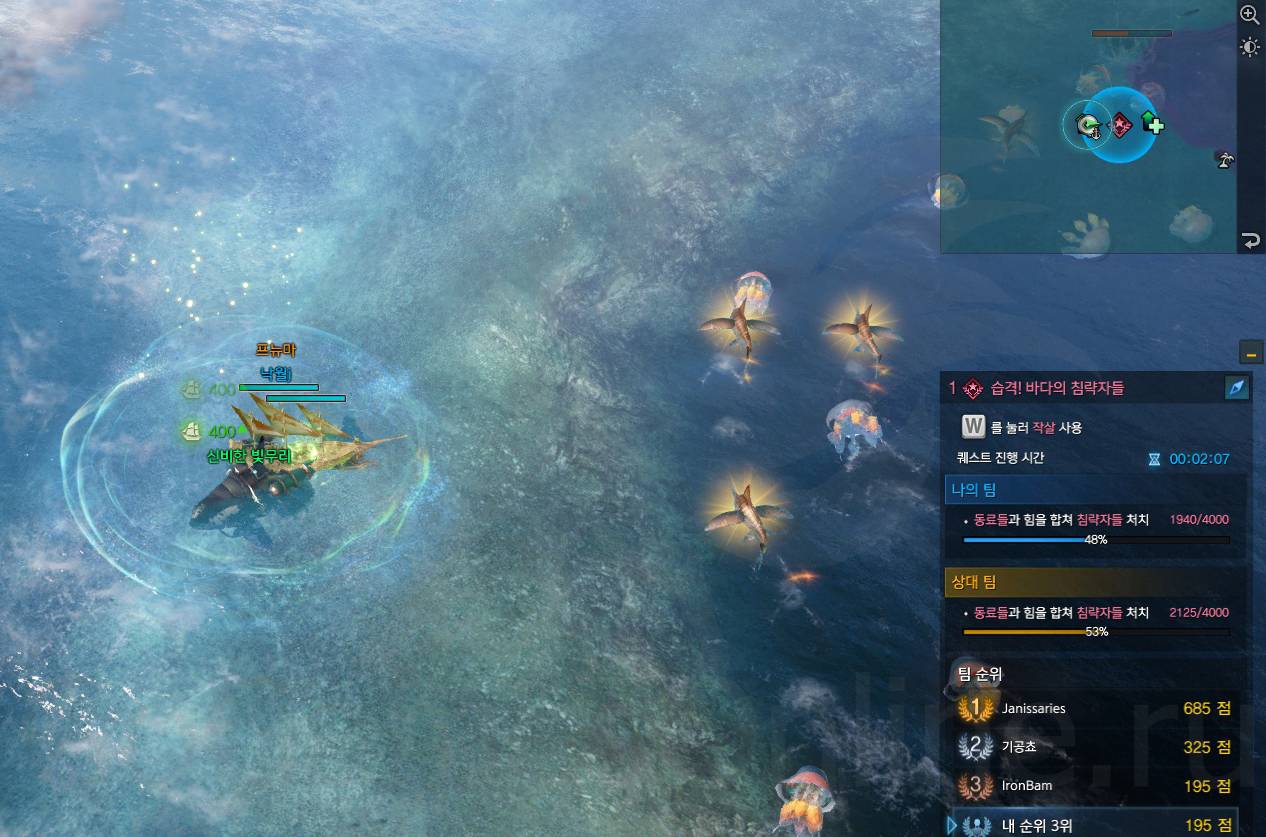 프뉴마
낙월j
400
400
신비한 빛무리
1 습격! 바다의 침략자들
W 를 눌러 작살 사용
퀘스트 진행 시간 00:02:07
나의 팀
• 동료들과 힘을 합쳐 침략자들 처치 1940/4000
48%
상대 팀
• 동료들과 힘을 합쳐 침략자들 처치 2125/4000
53%
팀 순위
1 Janissaries 685 점
2 기공쵸 325 점
3 IronBam 195 점
내 순위 3위 195 점
line.ru